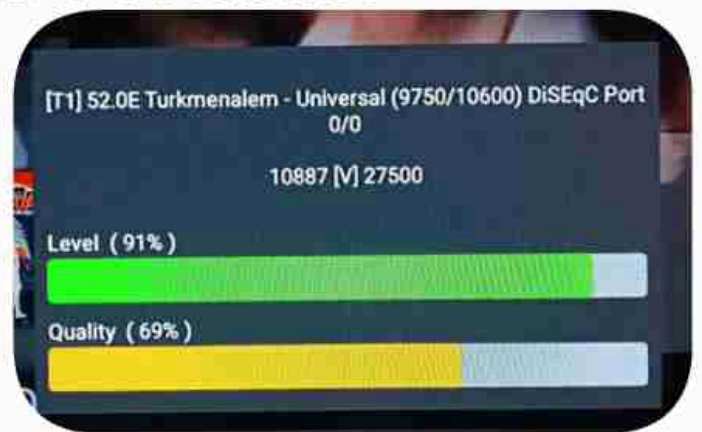 [T1] 52.0E Turkmenalem - Universal (9750/10600) DiSEqC Port
0/0
10887 [V] 27500
Level ( 91% )
Quality ( 69% )